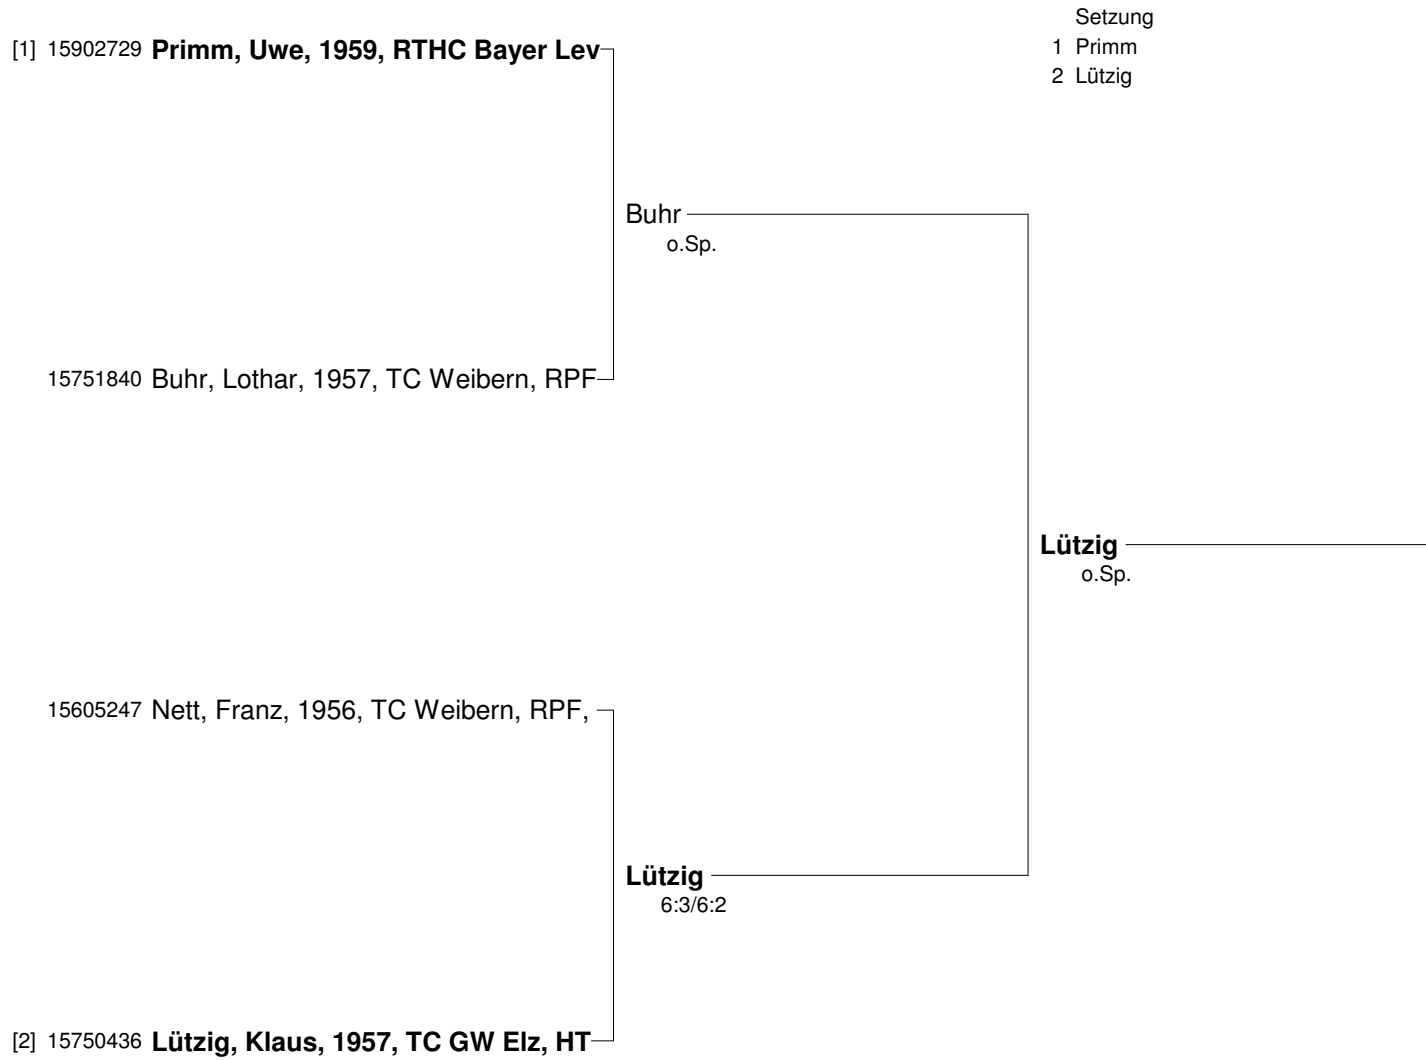 Setzung
1 Primm
2 Lützig
[1] 15902729 Primm, Uwe, 1959, RTHC Bayer Lev
Buhr
o.Sp.
15751840 Buhr, Lothar, 1957, TC Weibern, RPF
Lützig
o.Sp.
15605247 Nett, Franz, 1956, TC Weibern, RPF,
Lützig
6:3/6:2
[2] 15750436 Lützig, Klaus, 1957, TC GW Elz, HT